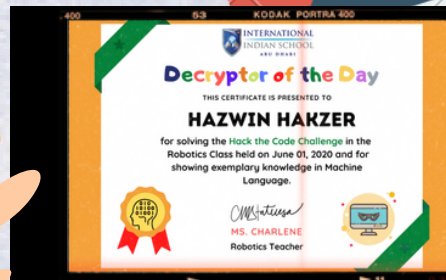 400 53 KODAK PORTRA 400
INTERNATIONAL
INDIAN SCHOOL
ABU DHABI
Decryptor of the Day
THIS CERTIFICATE IS PRESENTED TO
HAZWIN HAKZER
for solving the Hack the Code Challenge in the
Robotics Class held on June 01, 2020 and for
showing exemplary knowledge in Machine
Language.
MS. CHARLENE
Robotics Teacher